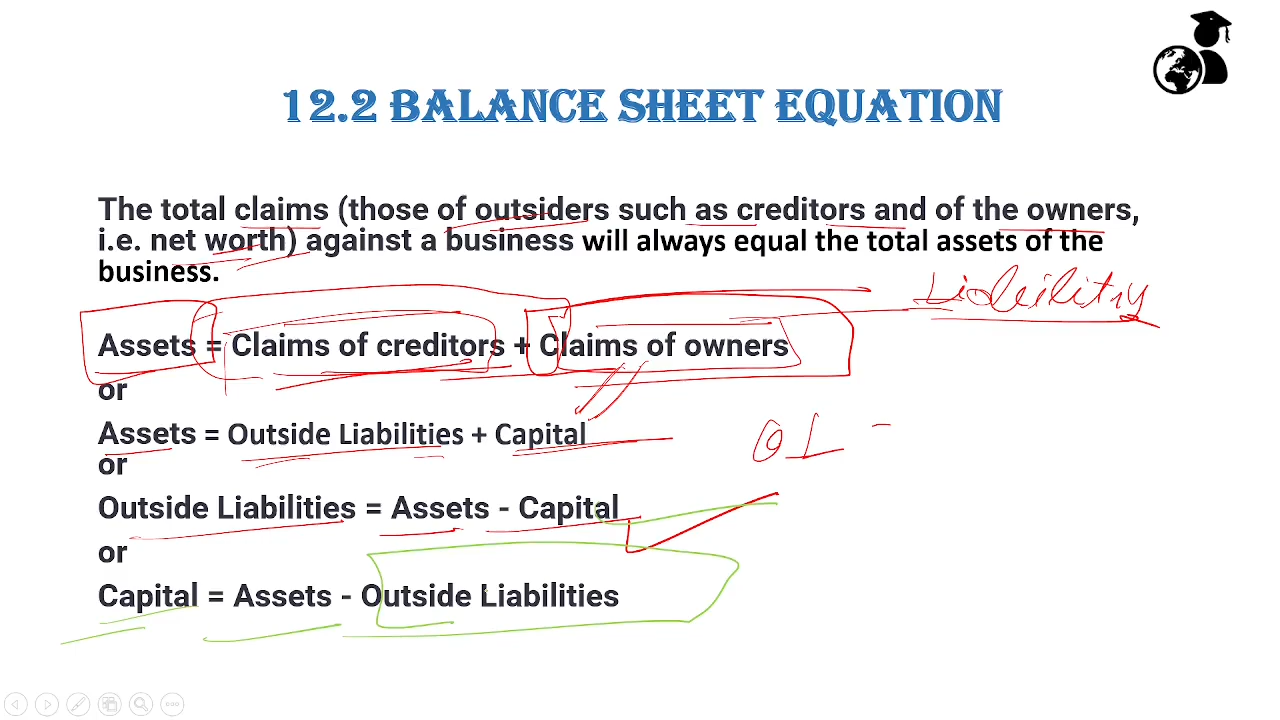 12.2 BALANCE SHEET EQUATION
The total claims (those of outsiders such as creditors and of the owners,
i.e. net worth) against a business will always equal the total assets of the
business.
Liability
Assets = Claims of creditors + Claims of owners
or
Assets = Outside Liabilities + Capital
OL -
or
Outside Liabilities = Assets - Capital
or
Capital = Assets - Outside Liabilities